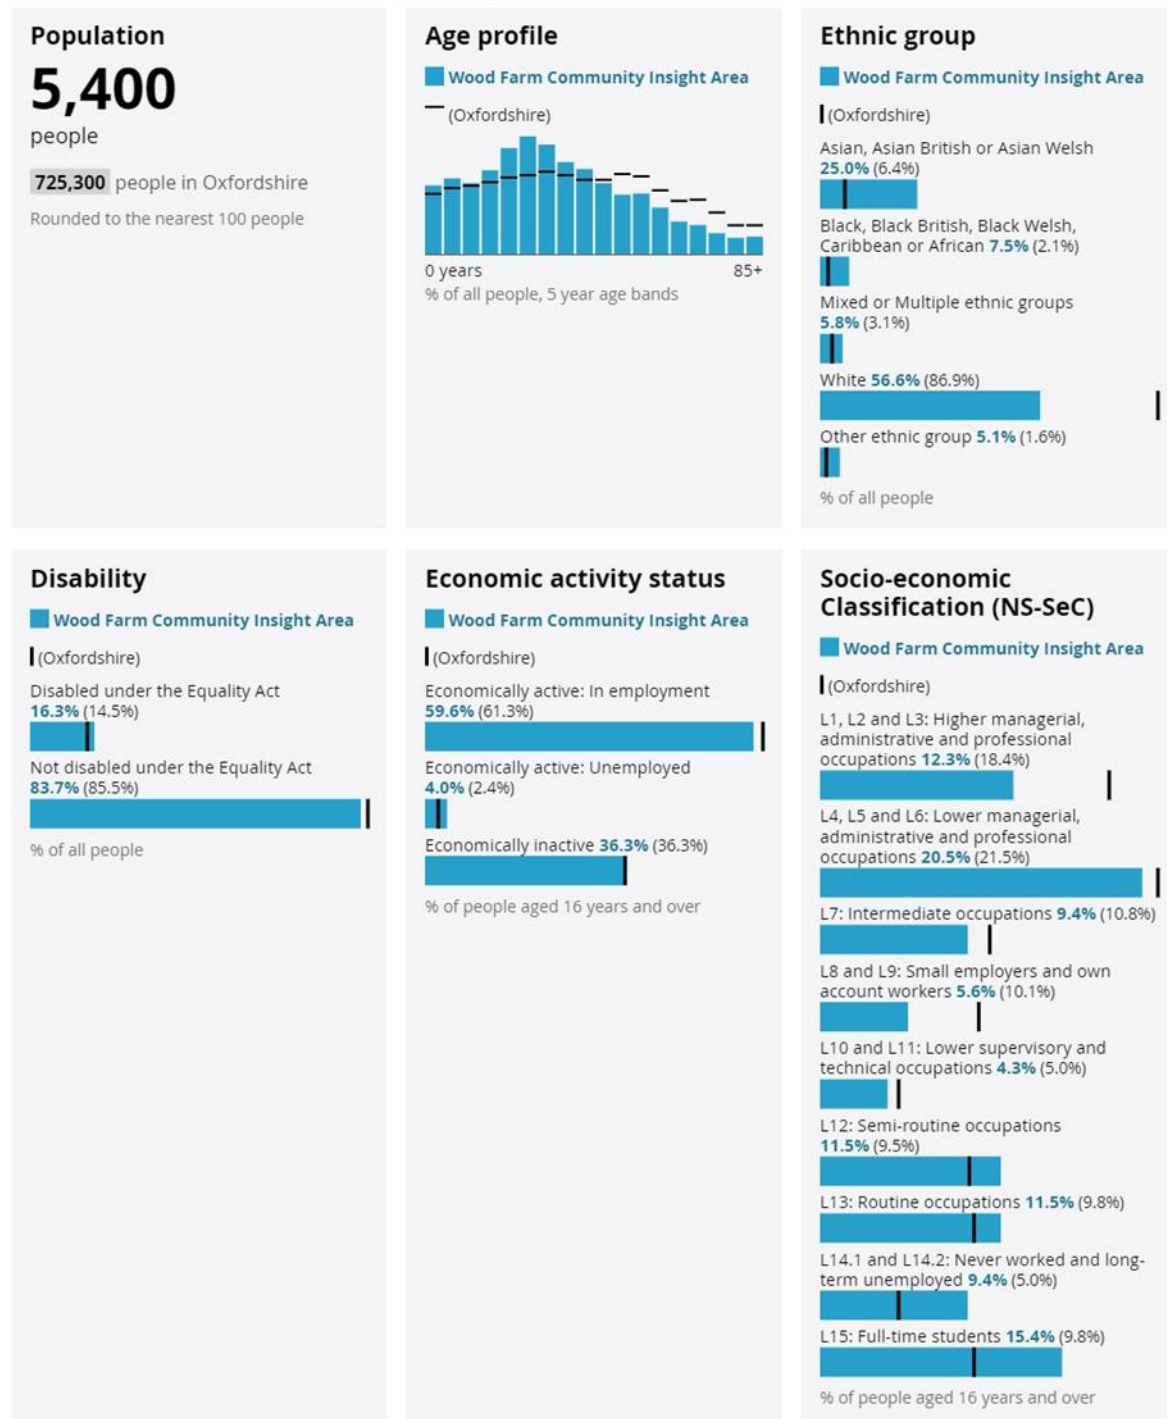 Population
5,400
people
725,300 people in Oxfordshire
Rounded to the nearest 100 people
Age profile
Wood Farm Community Insight Area
(Oxfordshire)
0 years
85+
% of all people, 5 year age bands
Ethnic group
Wood Farm Community Insight Area
(Oxfordshire)
Asian, Asian British or Asian Welsh
25.0% (6.4%)
Black, Black British, Black Welsh,
Caribbean or African 7.5% (2.1%)
Mixed or Multiple ethnic groups
5.8% (3.1%)
White 56.6% (86.9%)
Other ethnic group 5.1% (1.6%)
% of all people
Disability
Wood Farm Community Insight Area
(Oxfordshire)
Disabled under the Equality Act
16.3% (14.5%)
Not disabled under the Equality Act
83.7% (85.5%)
% of all people
Economic activity status
Wood Farm Community Insight Area
(Oxfordshire)
Economically active: In employment
59.6% (61.3%)
Economically active: Unemployed
4.0% (2.4%)
Economically inactive 36.3% (36.3%)
% of people aged 16 years and over
Socio-economic
Classification (NS-SeC)
Wood Farm Community Insight Area
(Oxfordshire)
L1, L2 and L3: Higher managerial,
administrative and professional
occupations 12.3% (18.4%)
L4, L5 and L6: Lower managerial,
administrative and professional
occupations 20.5% (21.5%)
L7: Intermediate occupations 9.4% (10.8%)
L8 and L9: Small employers and own
account workers 5.6% (10.1%)
L10 and L11: Lower supervisory and
technical occupations 4.3% (5.0%)
L12: Semi-routine occupations
11.5% (9.5%)
L13: Routine occupations 11.5% (9.8%)
L14.1 and L14.2: Never worked and long-
term unemployed 9.4% (5.0%)
L15: Full-time students 15.4% (9.8%)
% of people aged 16 years and over